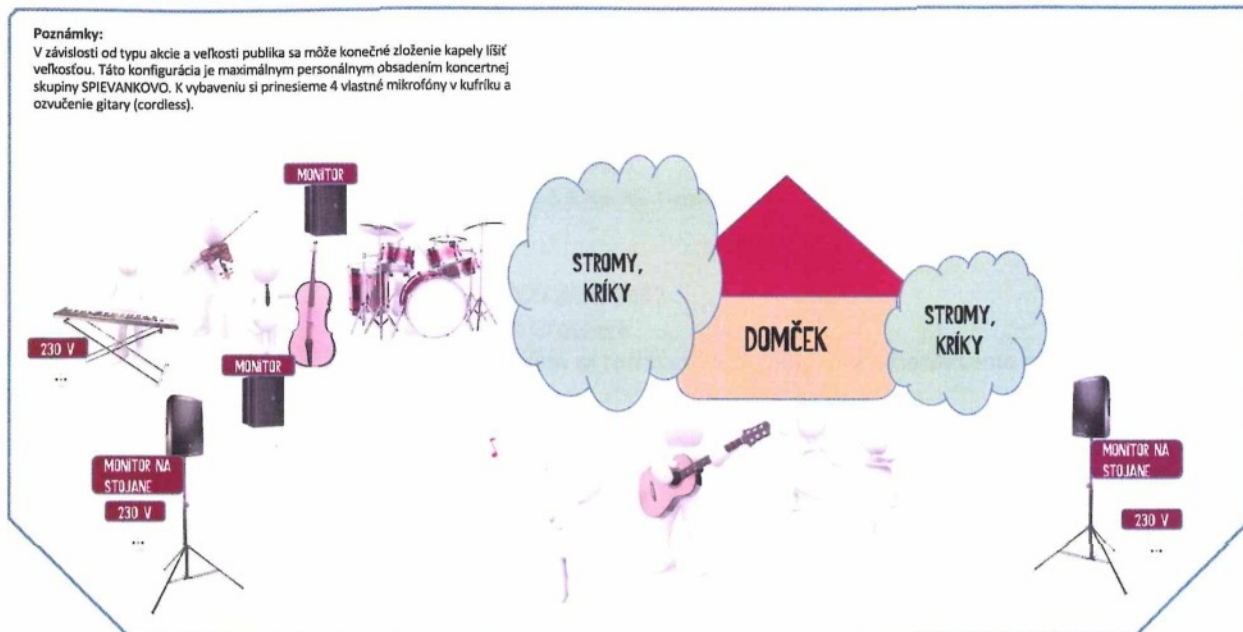 Poznámky:
V závislosti od typu akcie a veľkosti publika sa môže konečné zloženie kapely líšiť
veľkosťou. Táto konfigurácia je maximálnym personálnym obsadením koncertnej
skupiny SPIEVANKOVO. K vybaveniu si prinesieme 4 vlastné mikrofóny v kufríku a
ozvučenie gitary (cordless).
MONITOR
STROMY,
KRÍKY
DOMČEK
STROMY,
KRÍKY
230 V
...
MONITOR
MONITOR NA
STOJANE
230 V
...
MONITOR NA
STOJANE
230 V
...